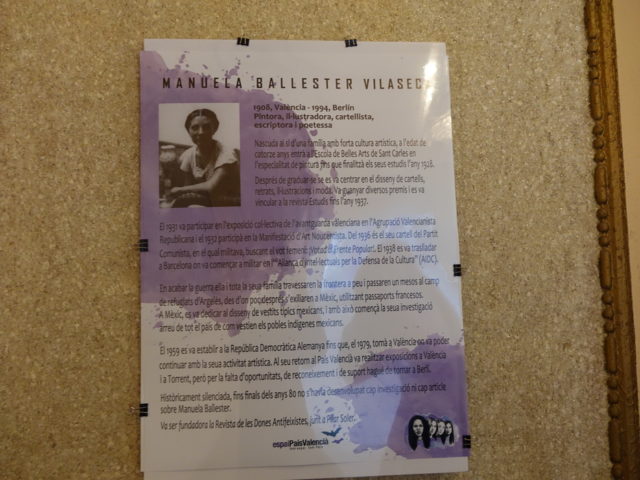 MANUELA BALLESTER VILASECA
1908, València - 1994, Berlín
Pintora, il·lustradora, cartellista,
escriptora i poetessa
Nascuda al si d'una família amb forta cultura artística, a l'edat de
catorze anys entrà a l'Escola de Belles Arts de Sant Carles en
l'especialitat de pintura fins que finalitzà els seus estudis l'any 1928.
Després de graduar-se se es va centrar en el disseny de cartells,
retrats, il·lustracions i moda. Va guanyar diversos premis i es va
vincular a la revista Estudis fins l'any 1937.
El 1931 va participar en l'exposició col·lectiva de l'avantguarda valenciana en l'Agrupació Valencianista
Republicana i el 1932 participà en la Manifestació d'Art Noucentista. Del 1936 és el seu cartell del Partit
Comunista, en el qual militava, buscant el vot femení: ¡Votad al Frente Popular!. El 1938 es va traslladar
a Barcelona on va començar a militar en l'"Aliança d'intel·lectuals per la Defensa de la Cultura" (AIDC).
En acabar la guerra ella i tota la seua família travessaren la frontera a peu i passaren un mesos al camp
de refugiats d'Argelés, des d'on poc després s'exiliaren a Mèxic, utilitzant passaports francesos.
A Mèxic, es va dedicar al disseny de vestits típics mexicans, i amb això començà la seua investigació
arreu de tot el país de com vestien els pobles indígenes mexicans.
El 1959 es va establir a la República Democràtica Alemanya fins que, el 1979, tornà a València on va poder
continuar amb la seua activitat artística. Al seu retorn al País Valencià va realitzar exposicions a València
i a Torrent, però per la falta d'oportunitats, de reconeixement i de suport hagué de tornar a Berlí.
Històricament silenciada, fins finals dels anys 80 no s'havia desenvolupat cap investigació ni cap article
sobre Manuela Ballester.
Va ser fundadora la Revista de les Dones Antifeixistes, junt a Pilar Soler.
espaiPaísValencià